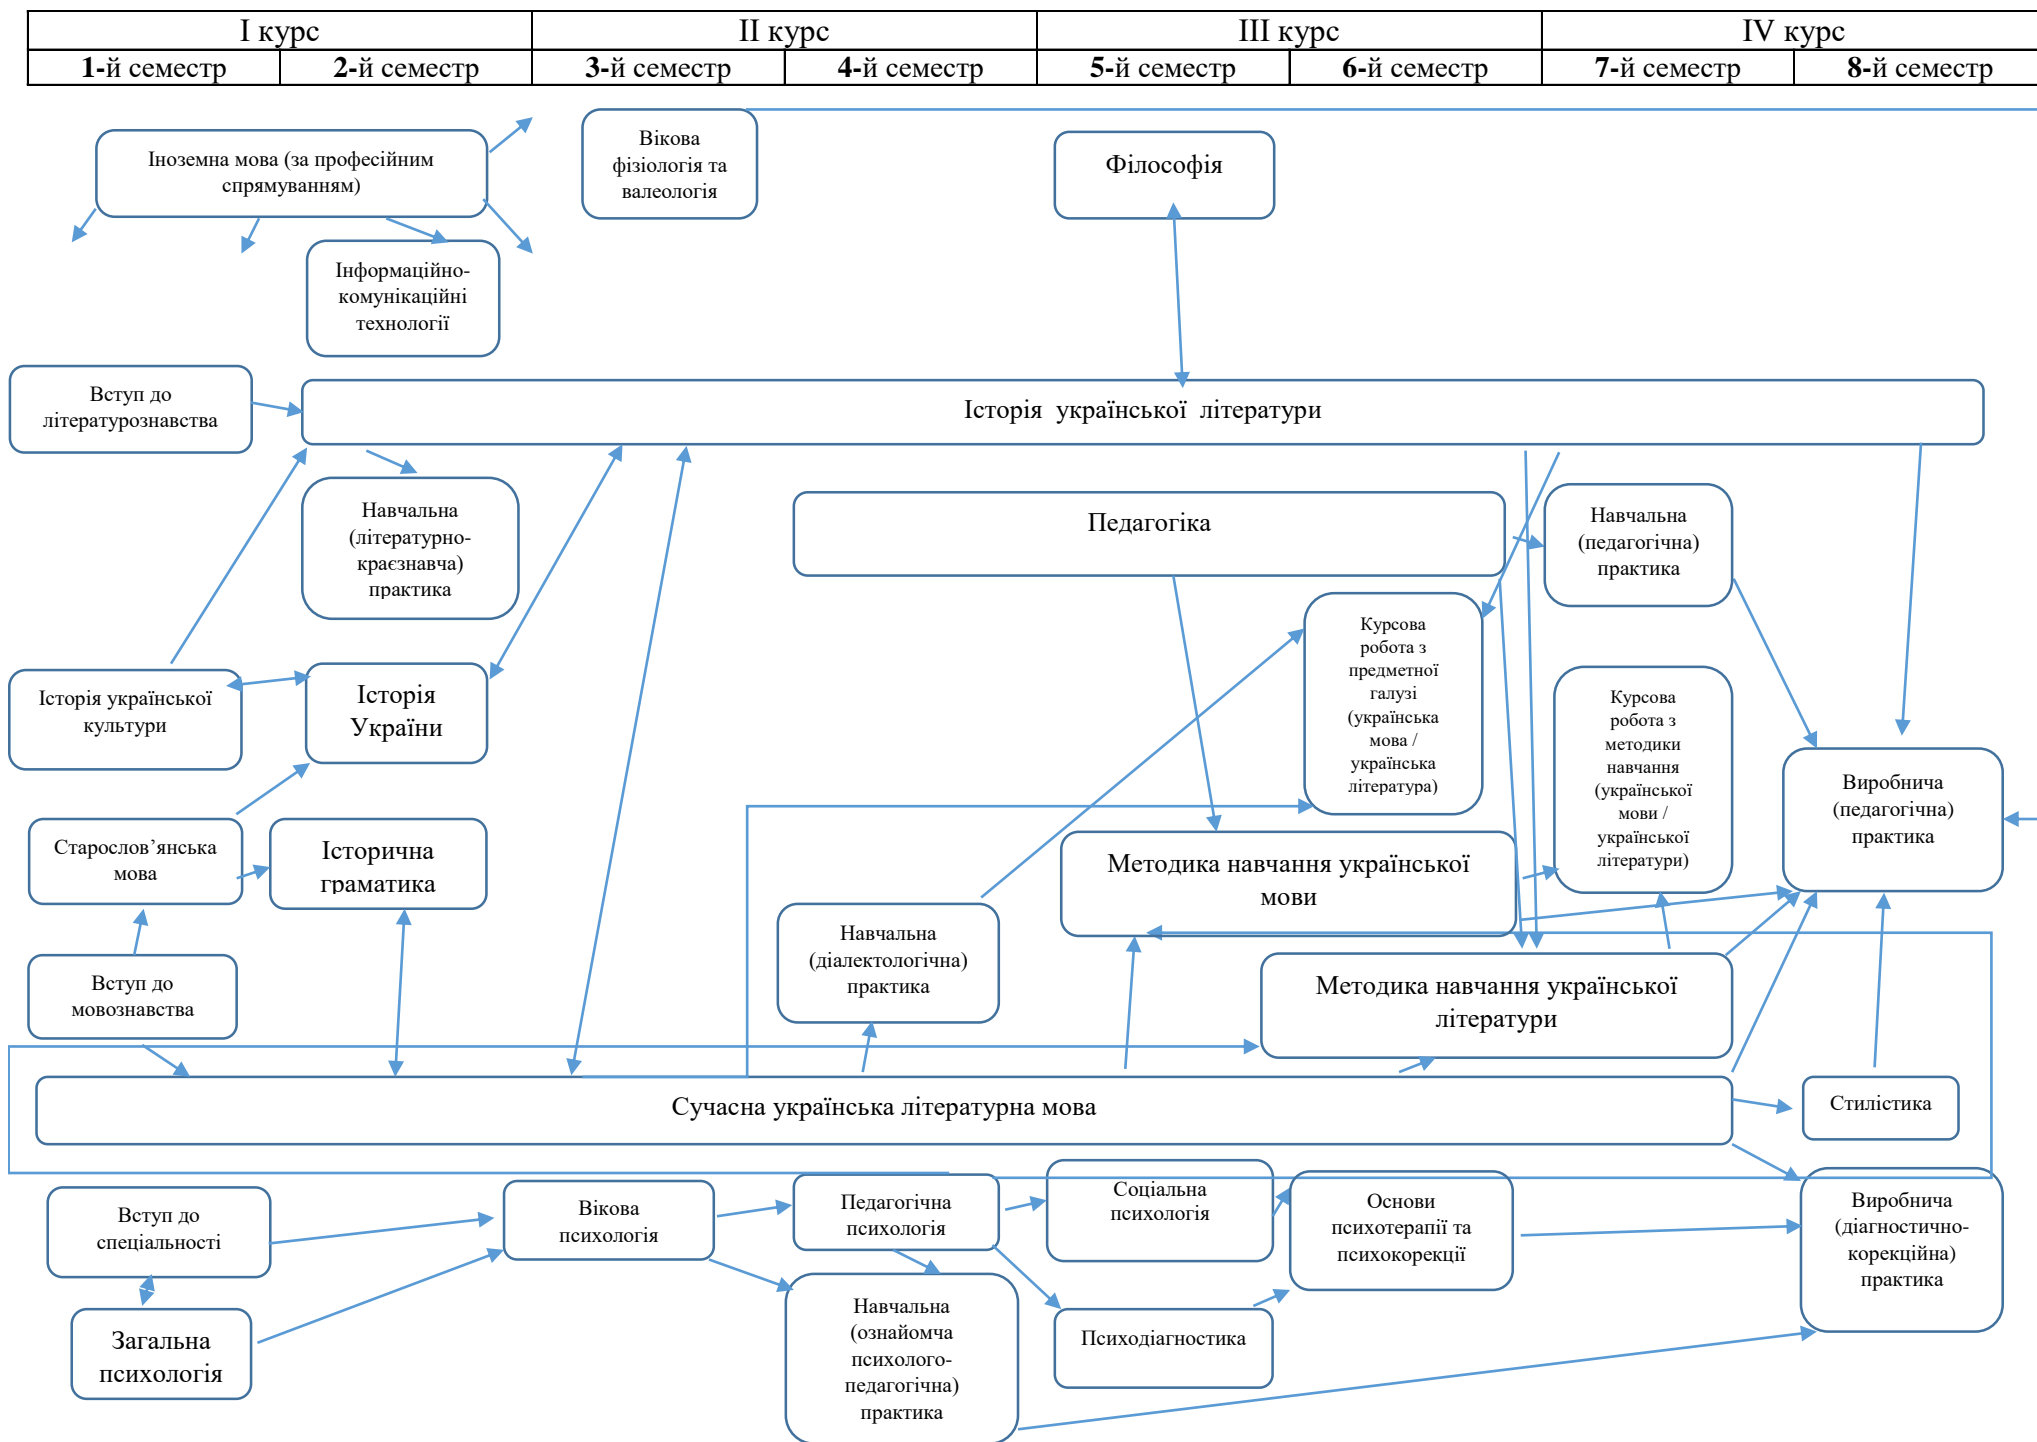 І курс
ІІ курс
ІІІ курс
IV курс
1-й семестр
2-й семестр
3-й семестр
4-й семестр
5-й семестр
6-й семестр
7-й семестр
8-й семестр
Іноземна мова (за професійним
спрямуванням)
Вікова
фізіологія та
валеологія
Філософія
Інформаційно-
комунікаційні
технології
Вступ до
літературознавства
Історія української літератури
Навчальна
(літературно-
краєзнавча)
практика
Педагогіка
Навчальна
(педагогічна)
практика
Курсова
робота з
предметної
галузі
(українська
мова /
українська
література)
Історія української
культури
Історія
України
Курсова
робота з
методики
навчання
(української
мови /
української
літератури)
Виробнича
(педагогічна)
практика
Старослов’янська
мова
Історична
граматика
Методика навчання української
мови
Навчальна
(діалектологічна)
практика
Вступ до
мовознавства
Методика навчання української
літератури
Сучасна українська літературна мова
Стилістика
Вступ до
спеціальності
Вікова
психологія
Педагогічна
психологія
Соціальна
психологія
Основи
психотерапії та
психокорекції
Виробнича
(діагностично-
корекційна)
практика
Загальна
психологія
Навчальна
(ознайомча
психолого-
педагогічна)
практика
Психодіагностика